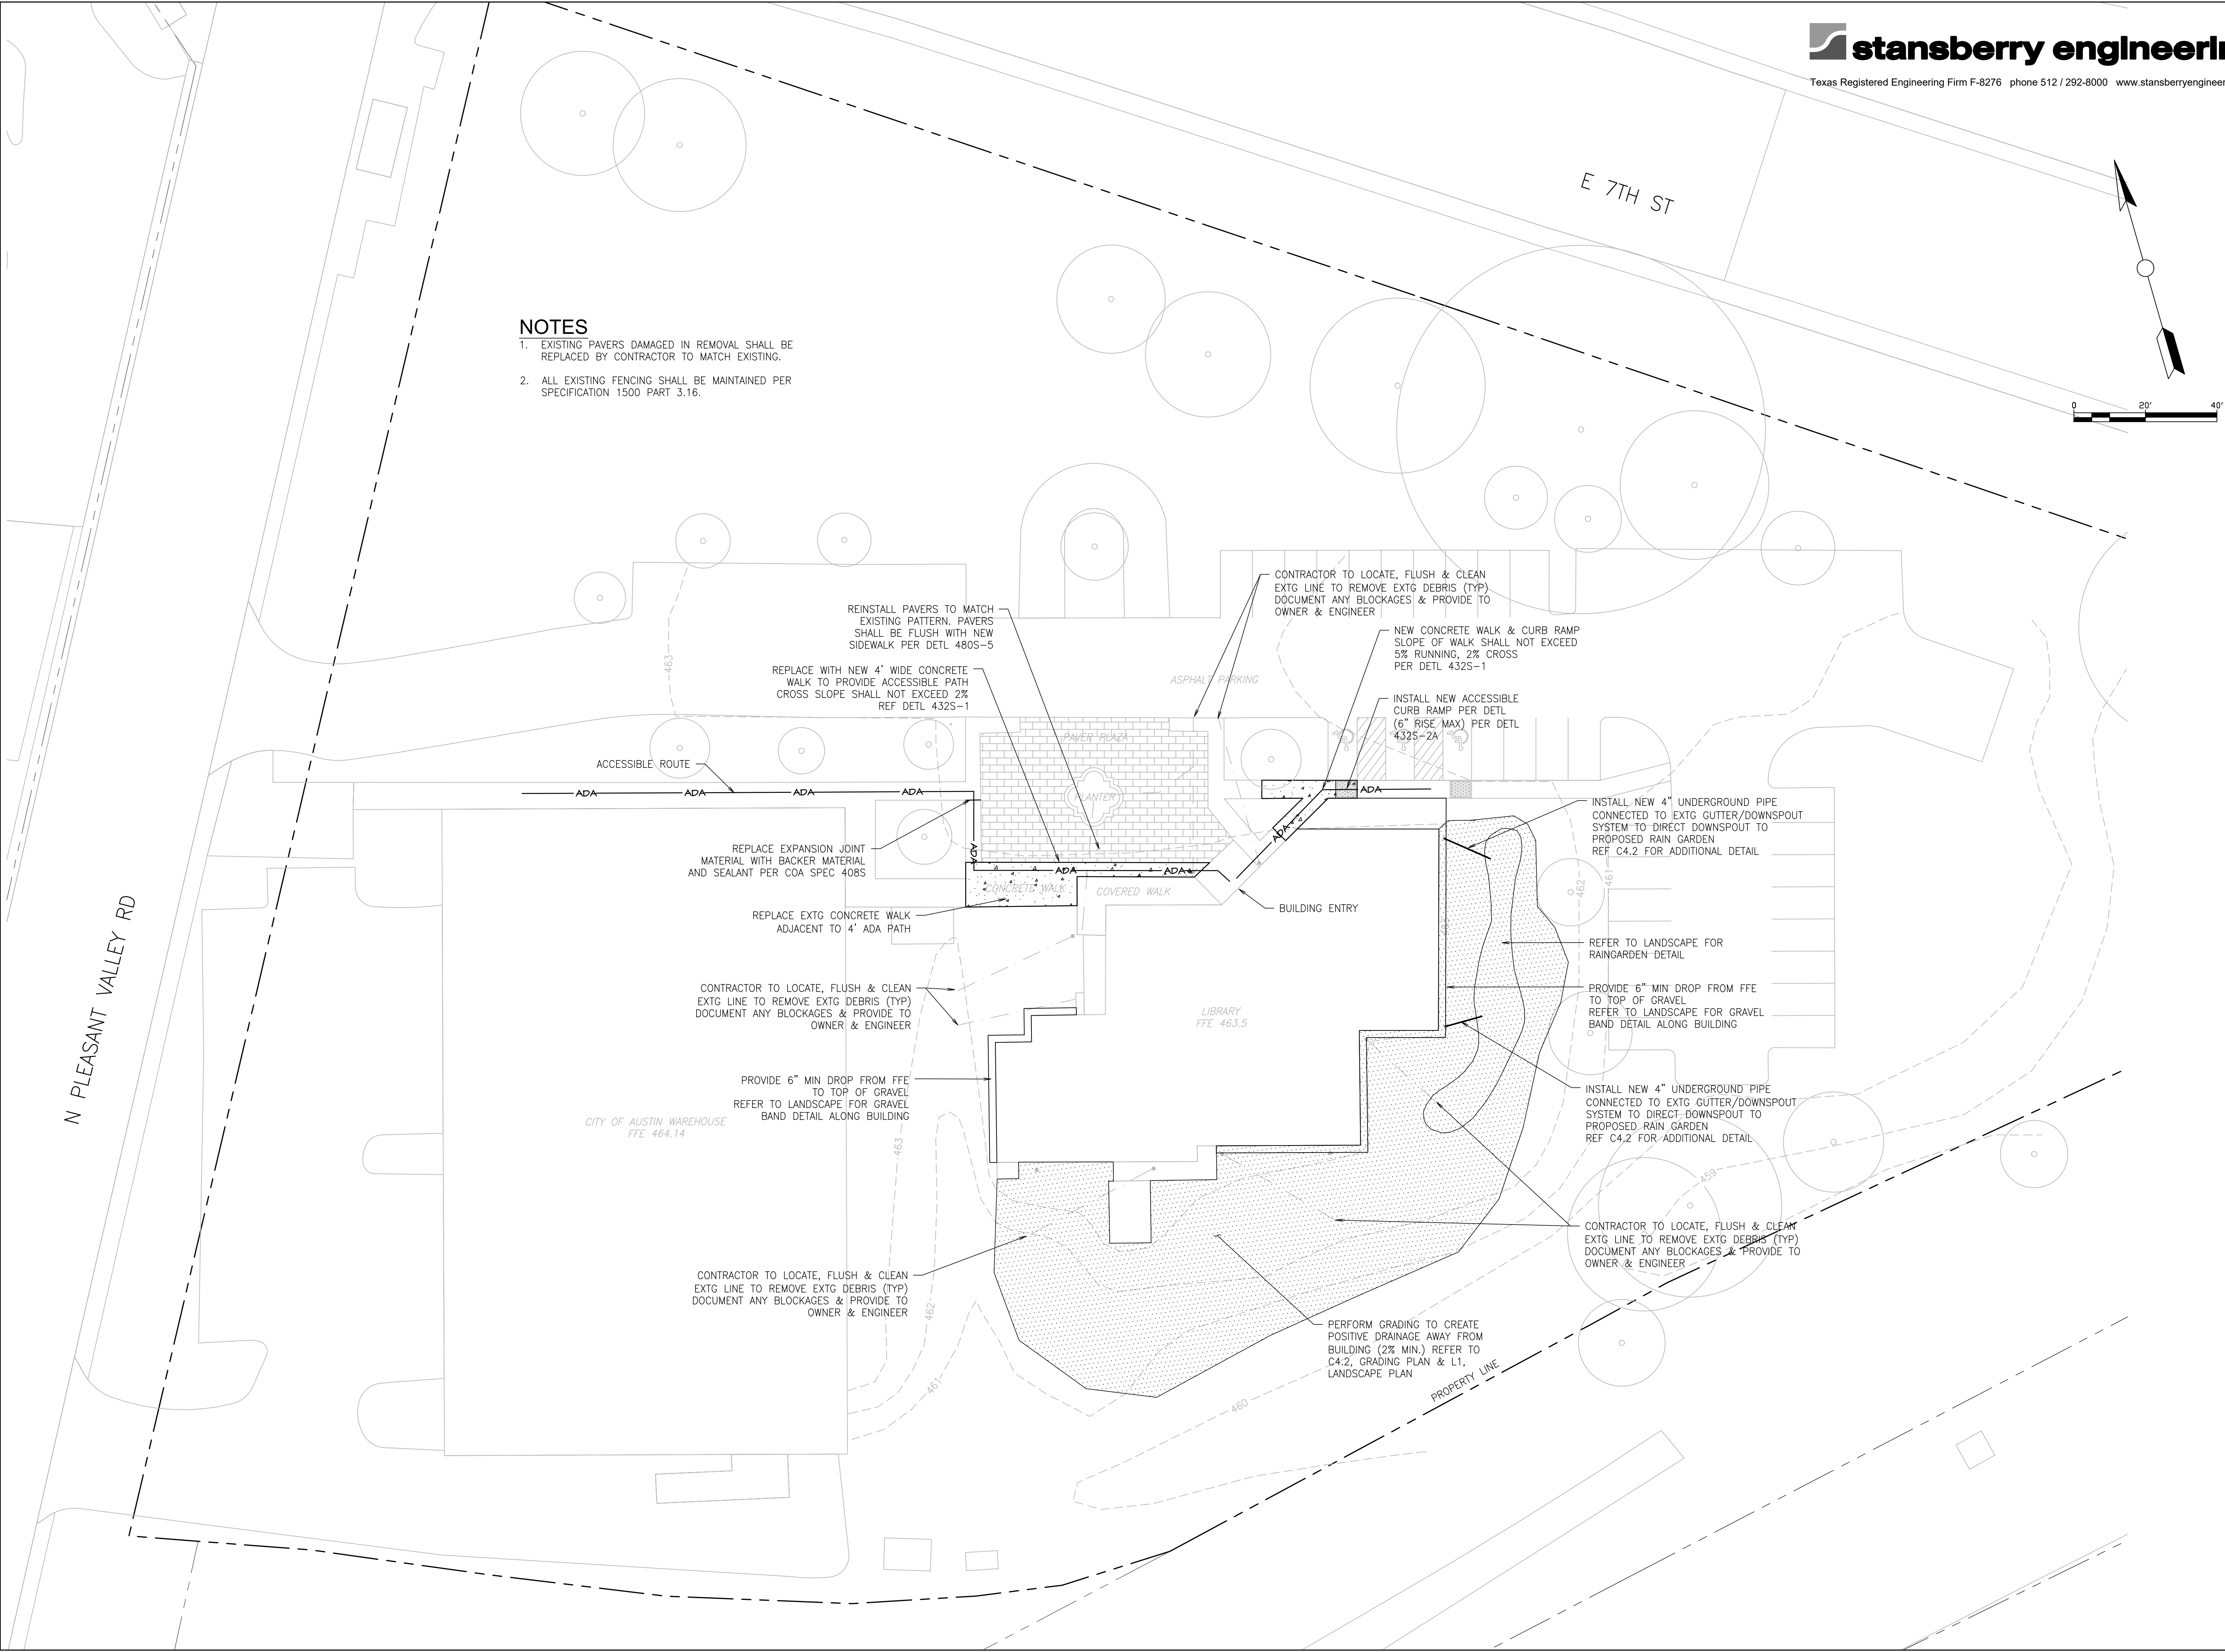 stansberry engineeri
Texas Registered Engineering Firm F-8276 phone 512 / 292-8000 www.stansberryengineer
E 7TH ST
0 20' 40'
NOTES
1. EXISTING PAVERS DAMAGED IN REMOVAL SHALL BE
REPLACED BY CONTRACTOR TO MATCH EXISTING.
2. ALL EXISTING FENCING SHALL BE MAINTAINED PER
SPECIFICATION 1500 PART 3.16.
CONTRACTOR TO LOCATE, FLUSH & CLEAN
EXTG LINE TO REMOVE EXTG DEBRIS (TYP)
DOCUMENT ANY BLOCKAGES & PROVIDE TO
OWNER & ENGINEER
REINSTALL PAVERS TO MATCH
EXISTING PATTERN. PAVERS
SHALL BE FLUSH WITH NEW
SIDEWALK PER DETL 480S-5
NEW CONCRETE WALK & CURB RAMP
SLOPE OF WALK SHALL NOT EXCEED
5% RUNNING, 2% CROSS
PER DETL 432S-1
463
REPLACE WITH NEW 4' WIDE CONCRETE
WALK TO PROVIDE ACCESSIBLE PATH
CROSS SLOPE SHALL NOT EXCEED 2%
REF DETL 432S-1
ASPHALT PARKING
INSTALL NEW ACCESSIBLE
CURB RAMP PER DETL
(6" RISE MAX) PER DETL
432S-2A
PAVER PLAZA
ACCESSIBLE ROUTE
ADA ADA ADA ADA
PLANTER
ADA
ADA
INSTALL NEW 4" UNDERGROUND PIPE
CONNECTED TO EXTG GUTTER/DOWNSPOUT
SYSTEM TO DIRECT DOWNSPOUT TO
PROPOSED RAIN GARDEN
REF C4.2 FOR ADDITIONAL DETAIL
REPLACE EXPANSION JOINT
MATERIAL WITH BACKER MATERIAL
AND SEALANT PER COA SPEC 408S
ADA
ADA ADA
CONCRETE WALK
COVERED WALK
462
461
462
BUILDING ENTRY
REPLACE EXTG CONCRETE WALK
ADJACENT TO 4' ADA PATH
REFER TO LANDSCAPE FOR
RAINGARDEN DETAIL
N PLEASANT VALLEY RD
CONTRACTOR TO LOCATE, FLUSH & CLEAN
EXTG LINE TO REMOVE EXTG DEBRIS (TYP)
DOCUMENT ANY BLOCKAGES & PROVIDE TO
OWNER & ENGINEER
LIBRARY
FFE 463.5
PROVIDE 6" MIN DROP FROM FFE
TO TOP OF GRAVEL
REFER TO LANDSCAPE FOR GRAVEL
BAND DETAIL ALONG BUILDING
PROVIDE 6" MIN DROP FROM FFE
TO TOP OF GRAVEL
REFER TO LANDSCAPE FOR GRAVEL
BAND DETAIL ALONG BUILDING
CITY OF AUSTIN WAREHOUSE
FFE 464.14
463
INSTALL NEW 4" UNDERGROUND PIPE
CONNECTED TO EXTG GUTTER/DOWNSPOUT
SYSTEM TO DIRECT DOWNSPOUT TO
PROPOSED RAIN GARDEN
REF C4.2 FOR ADDITIONAL DETAIL
459
CONTRACTOR TO LOCATE, FLUSH & CLEAN
EXTG LINE TO REMOVE EXTG DEBRIS (TYP)
DOCUMENT ANY BLOCKAGES & PROVIDE TO
OWNER & ENGINEER
CONTRACTOR TO LOCATE, FLUSH & CLEAN
EXTG LINE TO REMOVE EXTG DEBRIS (TYP)
DOCUMENT ANY BLOCKAGES & PROVIDE TO
OWNER & ENGINEER
462
PERFORM GRADING TO CREATE
POSITIVE DRAINAGE AWAY FROM
BUILDING (2% MIN.) REFER TO
C4.2, GRADING PLAN & L1,
LANDSCAPE PLAN
461
460
PROPERTY LINE